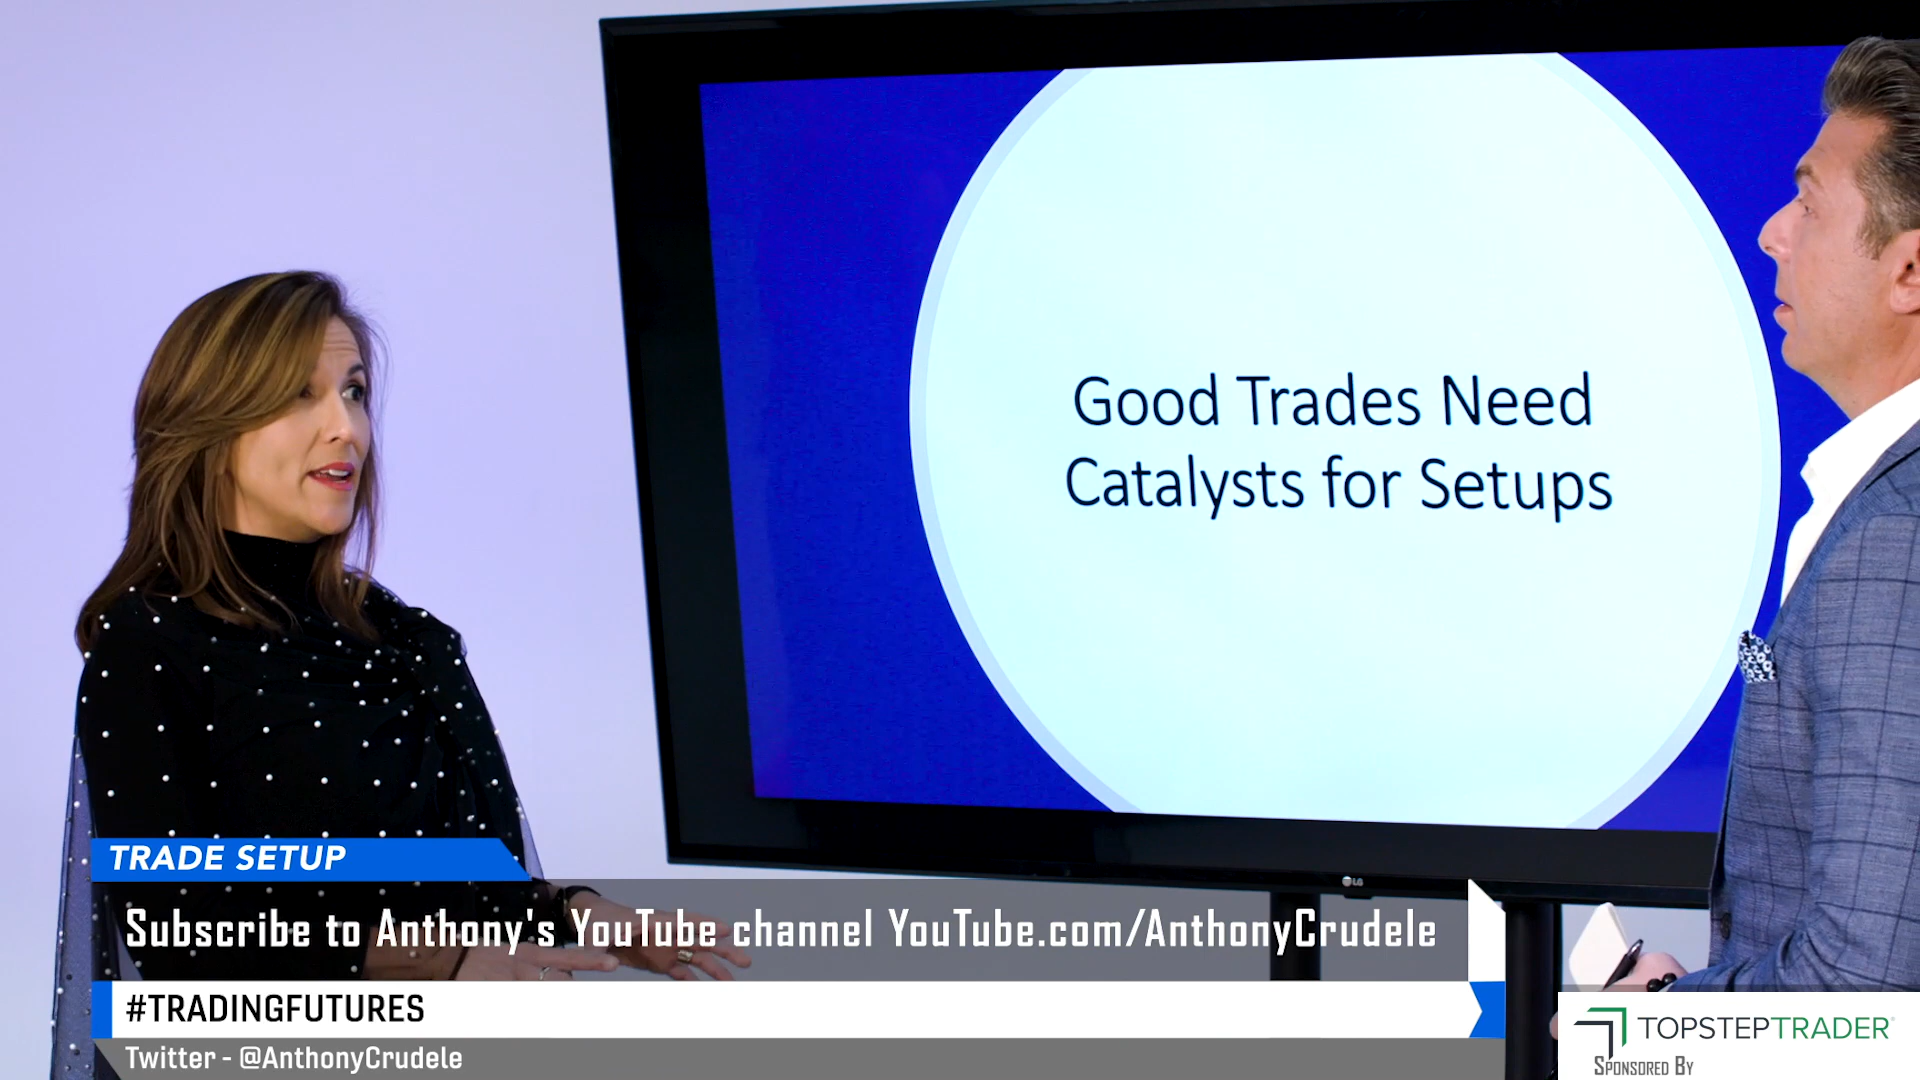 Good Trades Need
Catalysts for Setups
LG
TRADE SETUP
Subscribe to Anthony's YouTube channel YouTube.com/AnthonyCrudele
#TRADINGFUTURES
Twitter - @AnthonyCrudele
TOPSTEPTRADER®
SPONSORED BY